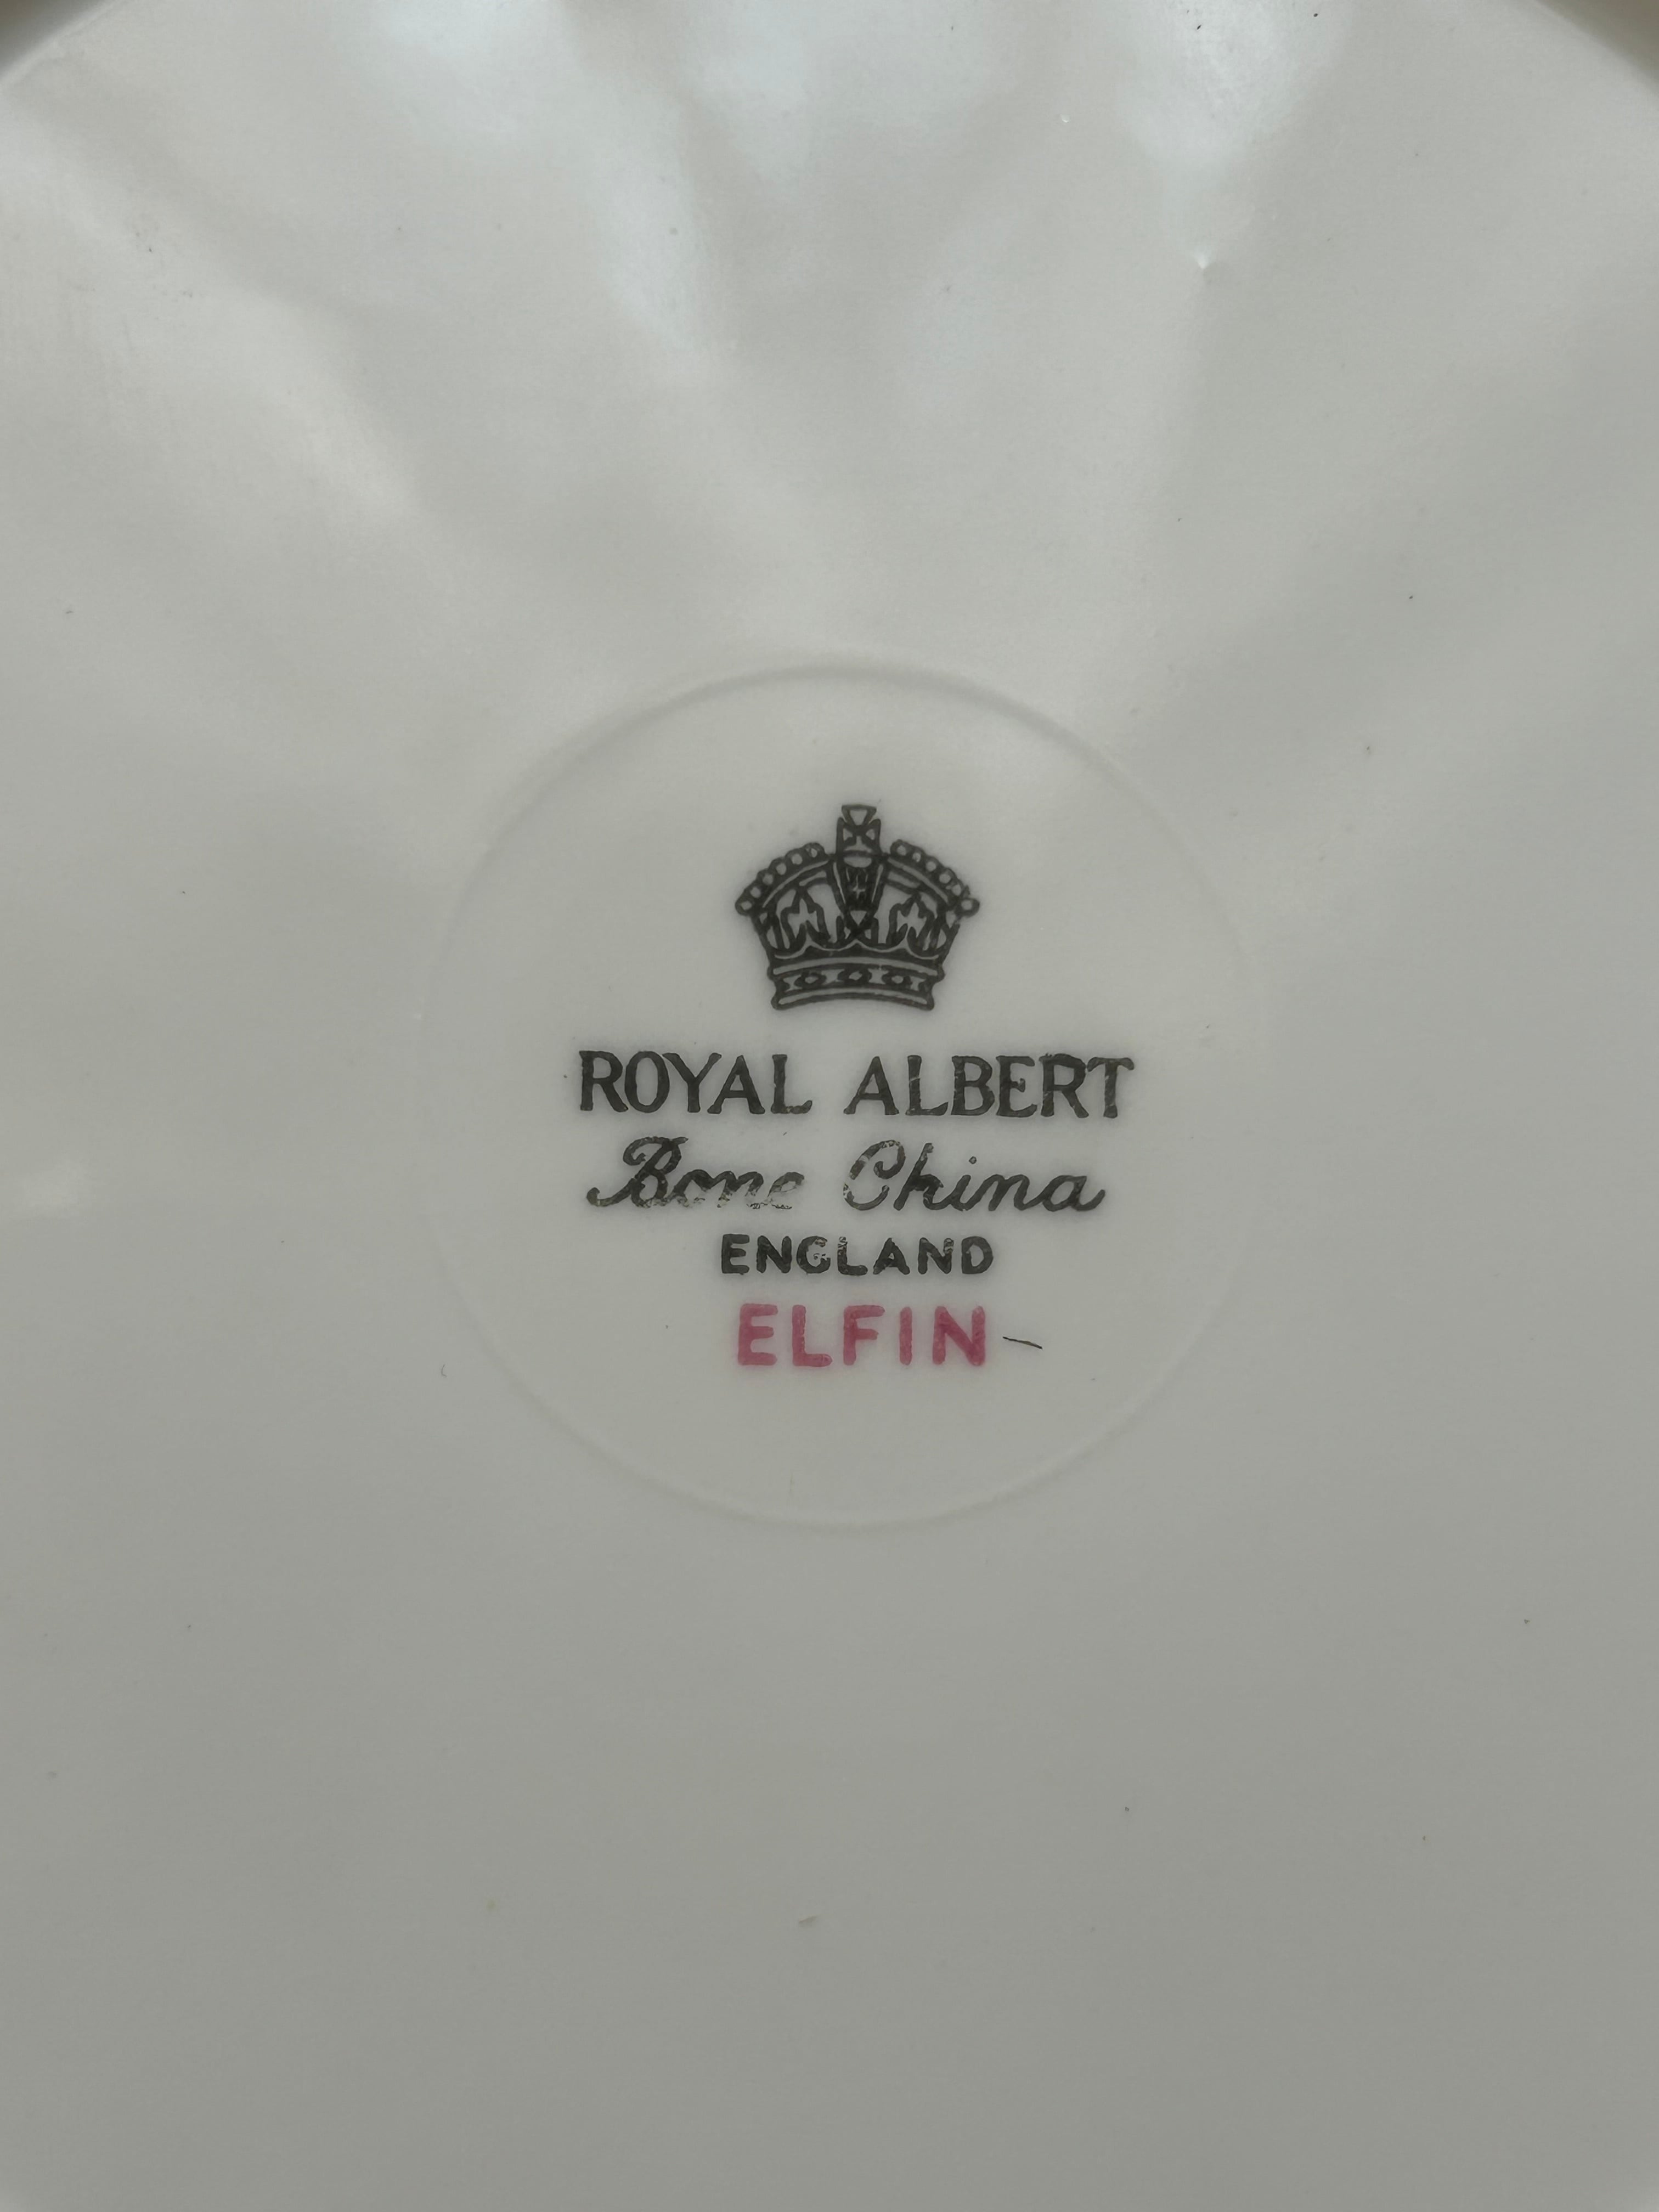 ROYAL ALBERT
Bone China
ENGLAND
ELFIN